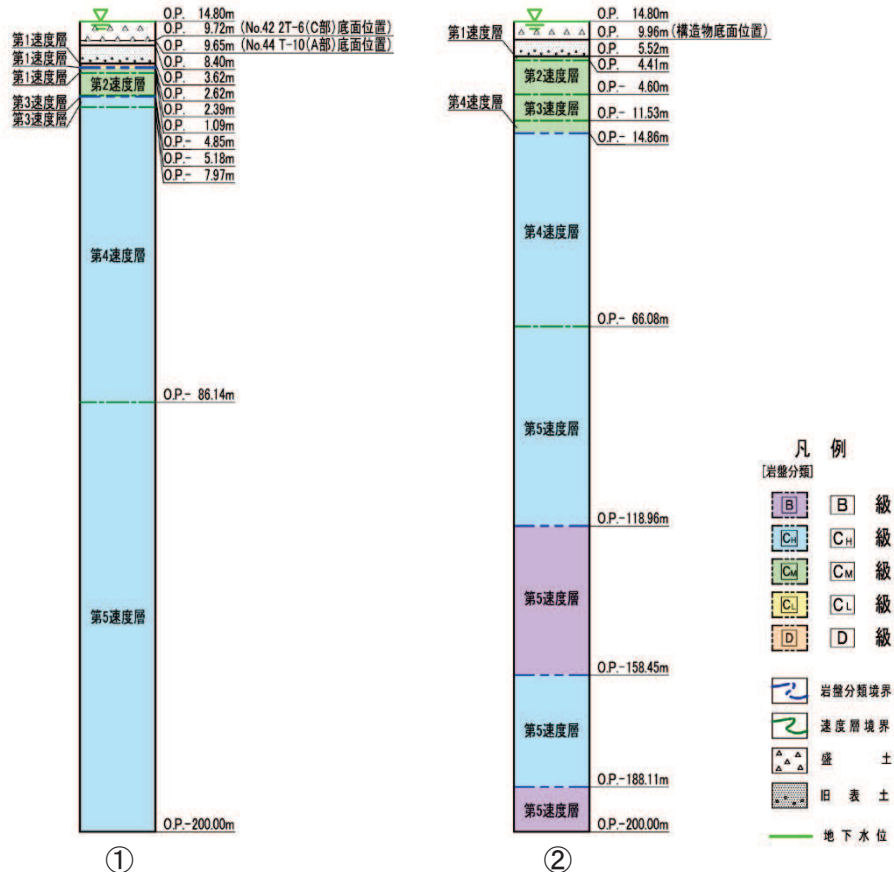 O.P. 14.80m
O.P. 9.72m (No.42 2T-6(C部)底面位置)
O.P. 9.65m (No.44 T-10(A部)底面位置)
O.P. 8.40m
O.P. 3.62m
O.P. 2.62m
O.P. 2.39m
O.P. 1.09m
O.P.- 4.85m
O.P.- 5.18m
O.P.- 7.97m
第1速度層
第1速度層
第1速度層
第2速度層
第3速度層
第3速度層
第4速度層
O.P.- 86.14m
第5速度層
O.P.-200.00m
①
O.P. 14.80m
O.P. 9.96m (構造物底面位置)
O.P. 5.52m
O.P. 4.41m
O.P.- 4.60m
O.P.- 11.53m
O.P.- 14.86m
第1速度層
第2速度層
第3速度層
第4速度層
第4速度層
O.P.- 66.08m
第5速度層
O.P.-118.96m
第5速度層
O.P.-158.45m
第5速度層
O.P.-188.11m
第5速度層
O.P.-200.00m
②
凡 例
[岩盤分類]
B B 級
CH CH 級
CM CM 級
CL CL 級
D D 級
岩盤分類境界
速度層境界
盛 土
旧 表 土
地下水位